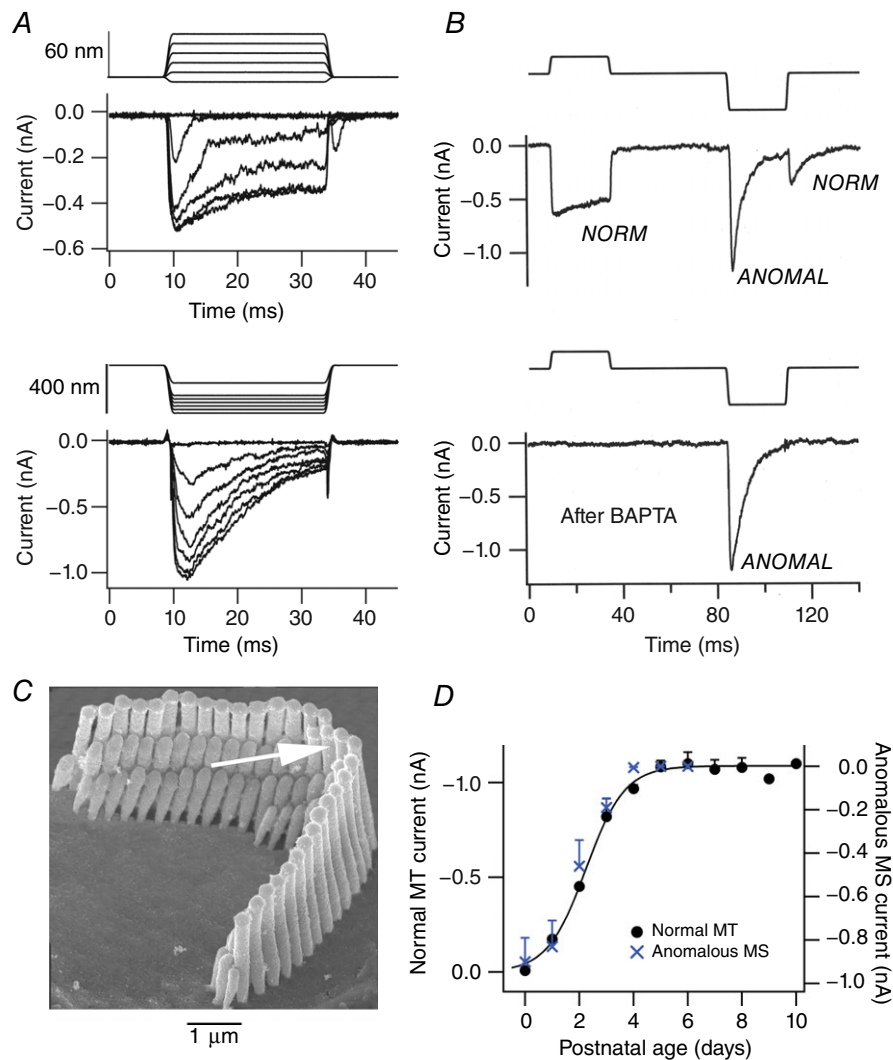 A
60 nm
0.0
−0.2
−0.4
−0.6
Current (nA)
0 10 20 30 40
Time (ms)
400 nm
0.0
−0.5
−1.0
Current (nA)
0 10 20 30 40
Time (ms)
B
0.0
−0.5
−1.0
Current (nA)
NORM
NORM
ANOMAL
0.0
−0.5
−1.0
Current (nA)
After BAPTA
ANOMAL
0 40 80 120
Time (ms)
C
1 μm
D
−1.0
−0.5
0.0
Normal MT current (nA)
Normal MT
Anomalous MS
0.0
−0.2
−0.4
−0.6
−0.8
−1.0
Anomalous MS current (nA)
0 2 4 6 8 10
Postnatal age (days)